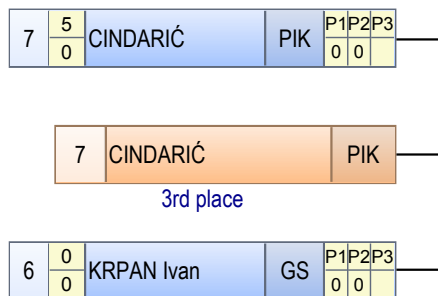 7 5 0 CINDARIĆ PIK P1 P2 P3 0 0
7 CINDARIĆ PIK
3rd place
6 0 0 KRPAN Ivan GS P1 P2 P3 0 0